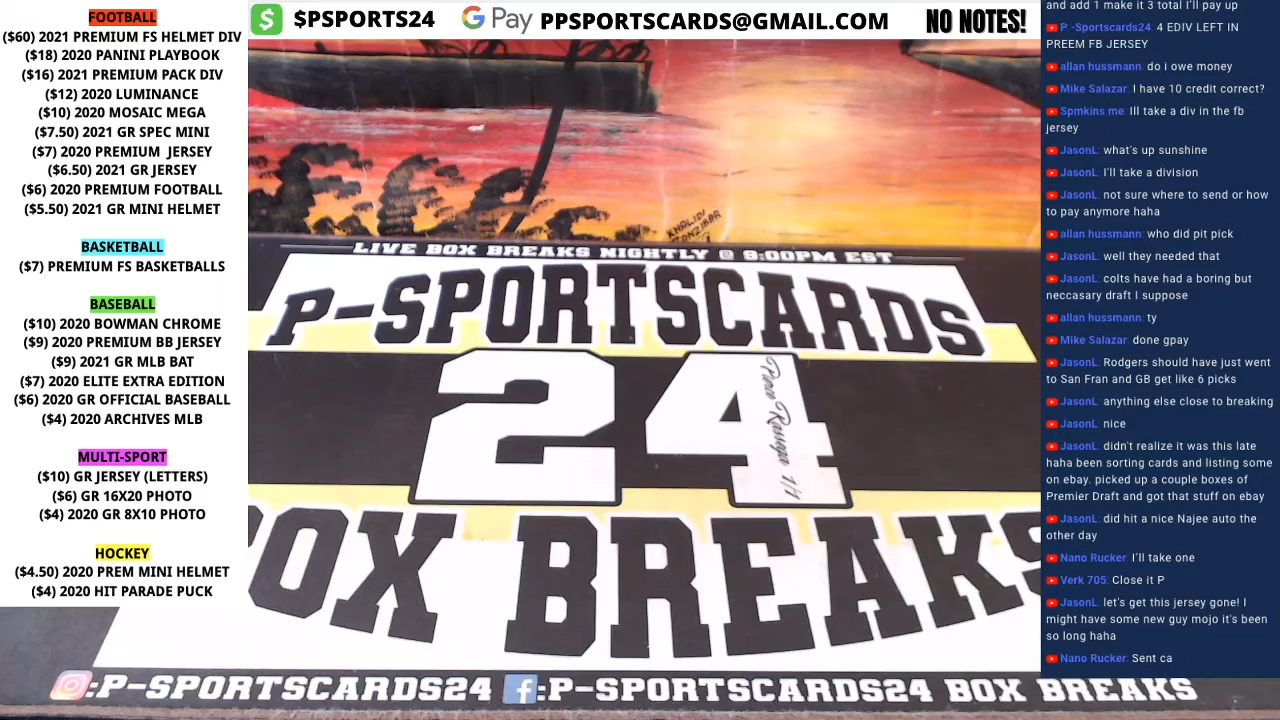 $PSPORTS24
G Pay PPSPORTSCARDS@GMAIL.COM
NO NOTES!
FOOTBALL
($60) 2021 PREMIUM FS HELMET DIV
($18) 2020 PANINI PLAYBOOK
($16) 2021 PREMIUM PACK DIV
($12) 2020 LUMINANCE
($10) 2020 MOSAIC MEGA
($7.50) 2021 GR SPEC MINI
($7) 2020 PREMIUM JERSEY
($6.50) 2021 GR JERSEY
($6) 2020 PREMIUM FOOTBALL
($5.50) 2021 GR MINI HELMET
BASKETBALL
($7) PREMIUM FS BASKETBALLS
BASEBALL
($10) 2020 BOWMAN CHROME
($9) 2020 PREMIUM BB JERSEY
($9) 2021 GR MLB BAT
($7) 2020 ELITE EXTRA EDITION
($6) 2020 GR OFFICIAL BASEBALL
($4) 2020 ARCHIVES MLB
MULTI-SPORT
($10) GR JERSEY (LETTERS)
($6) GR 16X20 PHOTO
($4) 2020 GR 8X10 PHOTO
HOCKEY
($4.50) 2020 PREM MINI HELMET
($4) 2020 HIT PARADE PUCK
LIVE BOX BREAKS NIGHTLY @ 9:00PM EST
P-SPORTSCARDS
24
BOX BREAKS
:P-SPORTSCARDS24 f:P-SPORTSCARDS24 BOX BREAKS
and add 1 make it 3 total I'll pay up
P -Sportscards24: 4 EDIV LEFT IN
PREEM FB JERSEY
allan hussmann: do i owe money
Mike Salazar: I have 10 credit correct?
Spmkins me: Ill take a div in the fb
jersey
JasonL: what's up sunshine
JasonL: I'll take a division
JasonL: not sure where to send or how
to pay anymore haha
allan hussmann: who did pit pick
JasonL: well they needed that
JasonL: colts have had a boring but
neccasary draft I suppose
allan hussmann: ty
Mike Salazar: done gpay
JasonL: Rodgers should have just went
to San Fran and GB get like 6 picks
JasonL: anything else close to breaking
JasonL: nice
JasonL: didn't realize it was this late
haha been sorting cards and listing some
on ebay. picked up a couple boxes of
Premier Draft and got that stuff on ebay
JasonL: did hit a nice Najee auto the
other day
Nano Rucker: I'll take one
Verk 705: Close it P
JasonL: let's get this jersey gone! I
might have some new guy mojo it's been
so long haha
Nano Rucker: Sent ca